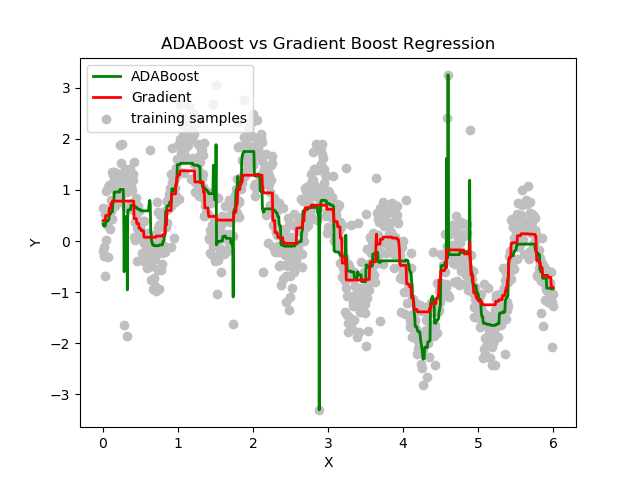 ADABoost vs Gradient Boost Regression
ADABoost
Gradient
training samples
3
2
1
0
−1
−2
−3
Y
0
1
2
3
4
5
6
X